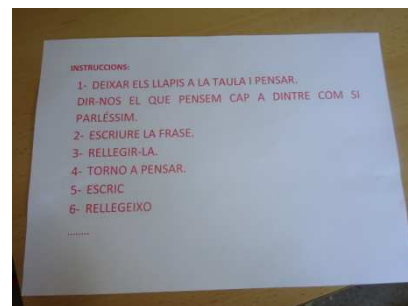 INSTRUCCIONS:
1- DEIXAR ELS LLAPIS A LA TAULA I PENSAR.
DIR-NOS EL QUE PENSEM CAP A DINTRE COM SI
PARLÉSSIM.
2- ESCRIURE LA FRASE.
3- RELLEGIR-LA.
4- TORNO A PENSAR.
5- ESCRIC
6- RELLEGEIXO
........